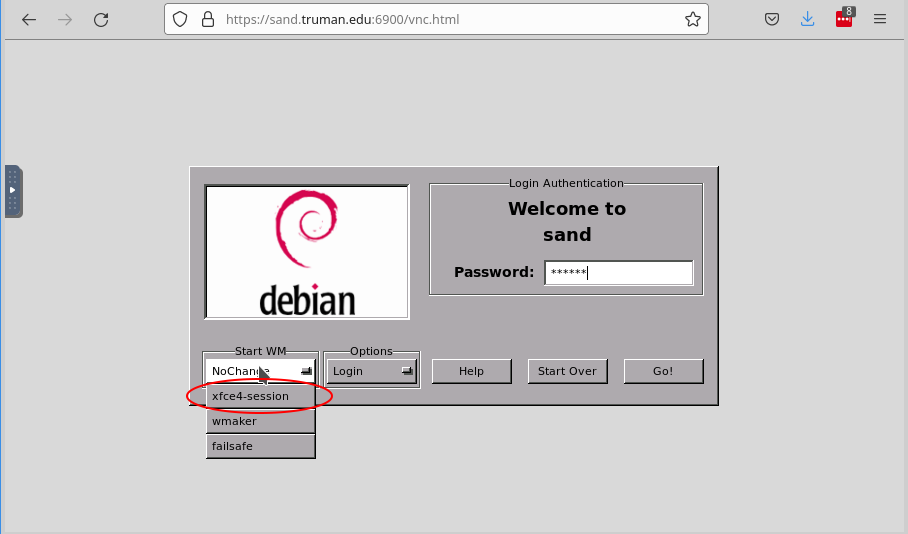 https://sand.truman.edu:6900/vnc.html
8
Login Authentication
Welcome to
sand
Password: ******
debian
Start WM
Options
NoChange
Login
Help
Start Over
Go!
xfce4-session
wmaker
failsafe